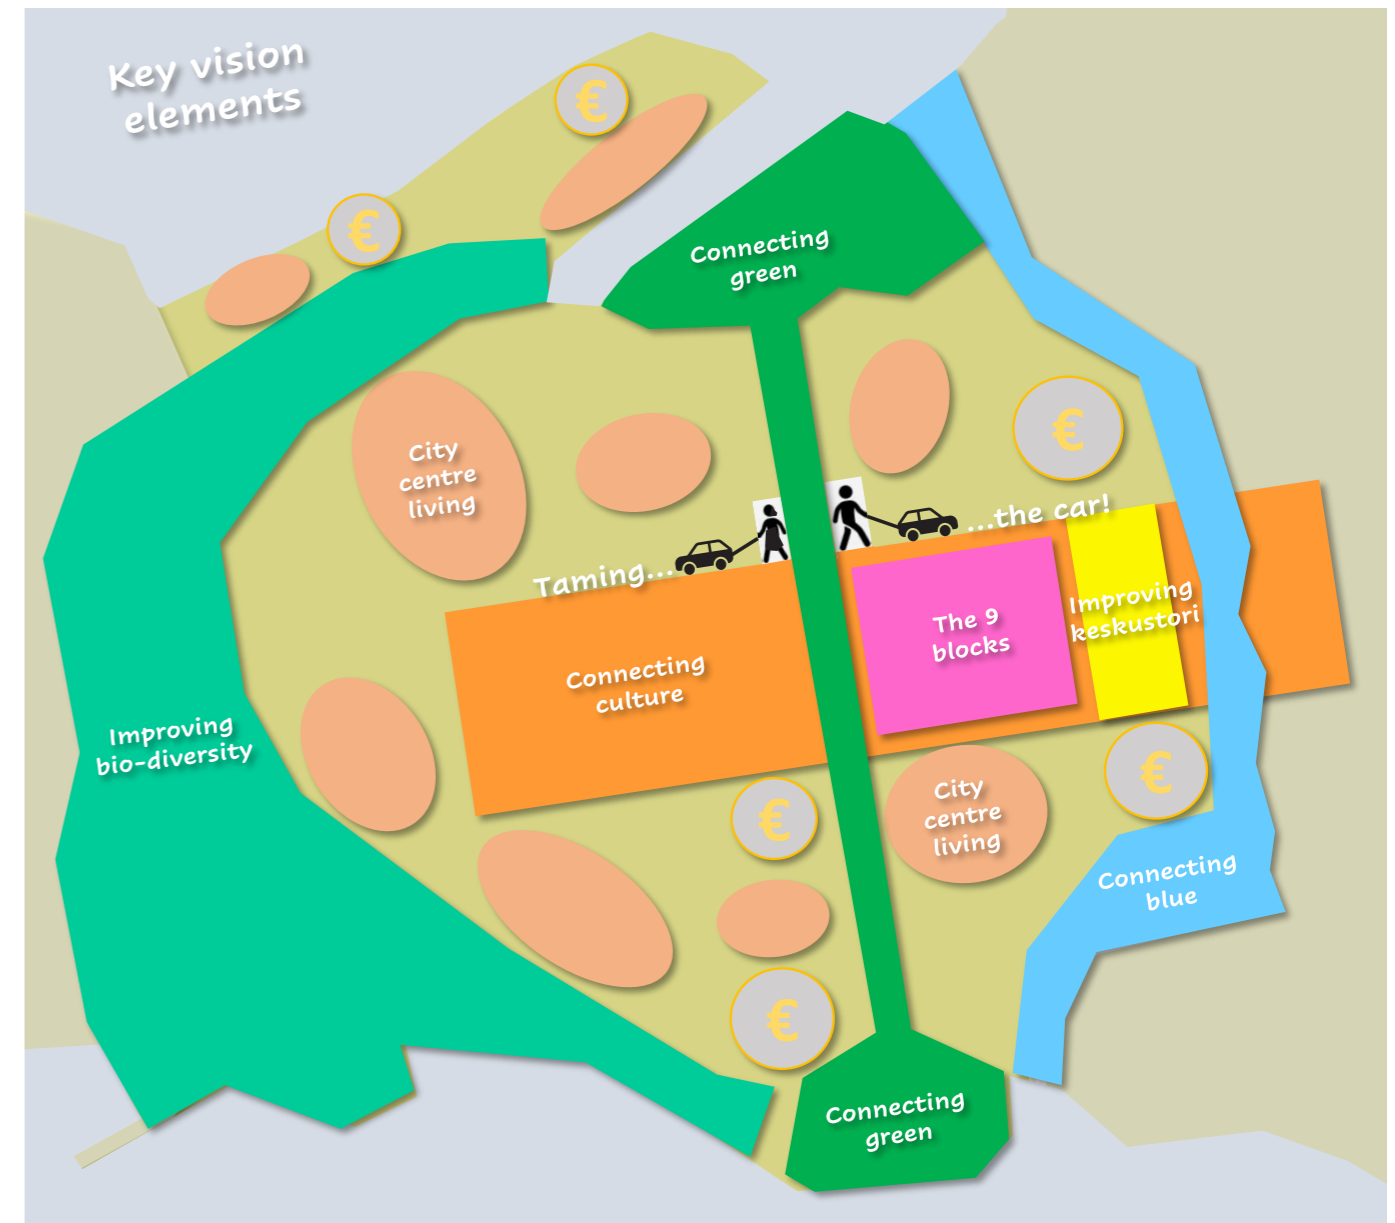 Key vision
elements
€
€
Connecting
green
City
centre
living
€
Taming...
...the car!
Connecting
culture
The 9
blocks
Improving
keskustori
Improving
bio-diversity
€
€
City
centre
living
Connecting
blue
€
Connecting
green